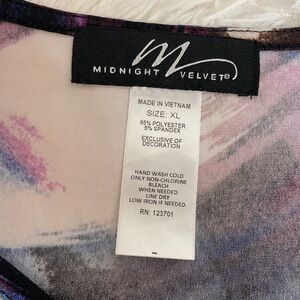 MIDNIGHT VELVET®
MADE IN VIETNAM
SIZE: XL
95% POLYESTER
5% SPANDEX
EXCLUSIVE OF
DECORATION
HAND WASH COLD
ONLY NON-CHLORINE
BLEACH
WHEN NEEDED
LINE DRY
LOW IRON IF NEEDED
RN: 123701